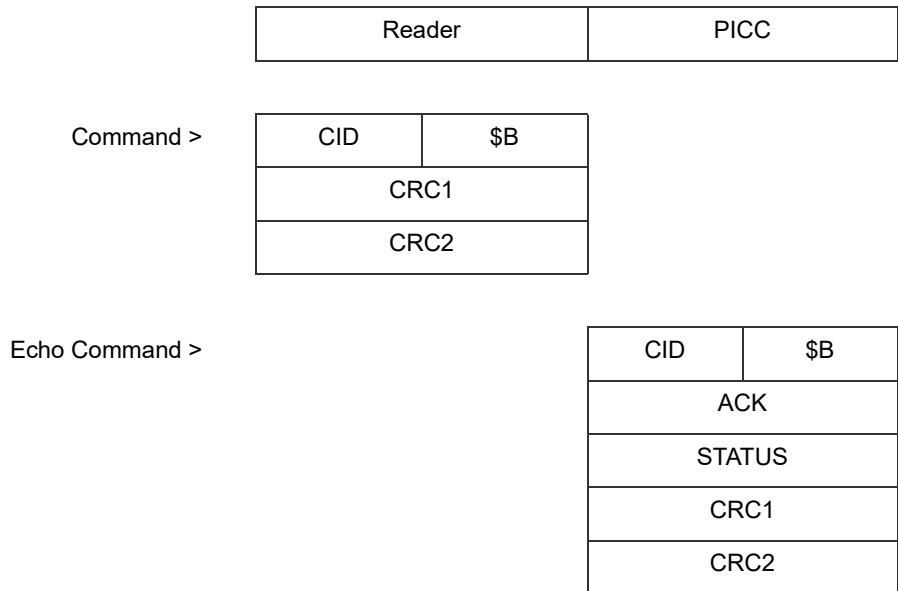 Reader PICC
Command > CID $B
CRC1
CRC2
Echo Command > CID $B
ACK
STATUS
CRC1
CRC2